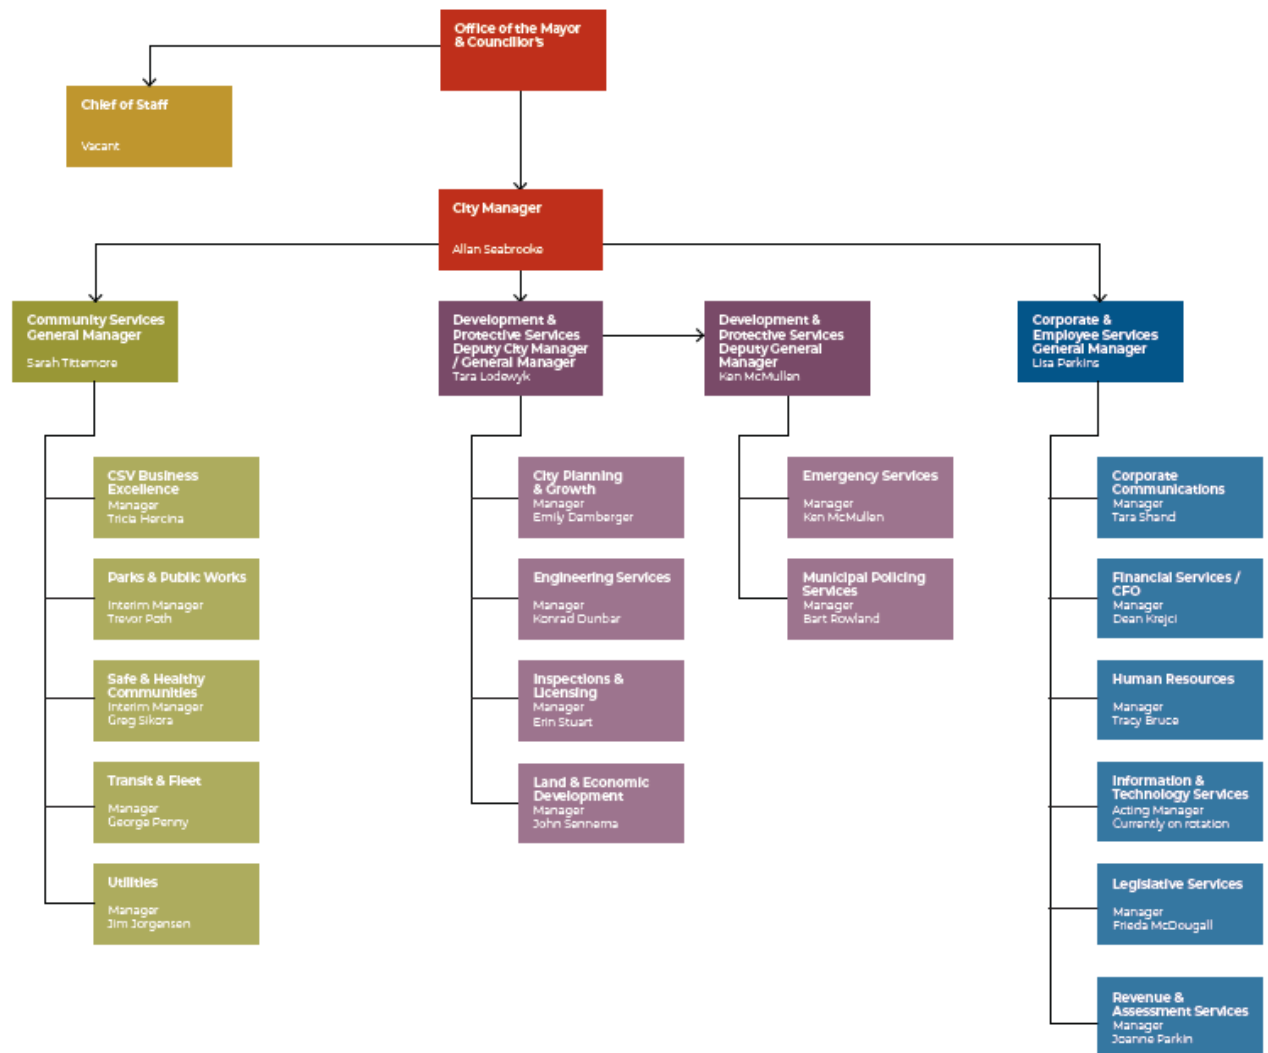 Office of the Mayor
& Councillor's
Chief of Staff
Vacant
City Manager
Allan Seabrooke
Community Services
General Manager
Sarah Tittemore
Development &
Protective Services
Deputy City Manager
/ General Manager
Tara Lodewyk
Development &
Protective Services
Deputy General
Manager
Ken McMullen
Corporate &
Employee Services
General Manager
Lisa Perkins
CSV Business
Excellence
Manager
Tricia Hercina
Parks & Public Works
Interim Manager
Trevor Poth
Safe & Healthy
Communities
Interim Manager
Greg Sikora
Transit & Fleet
Manager
George Penny
Utilities
Manager
Jim Jorgensen
City Planning
& Growth
Manager
Emily Damberger
Engineering Services
Manager
Konrad Dunbar
Inspections &
Licensing
Manager
Erin Stuart
Land & Economic
Development
Manager
John Sennema
Emergency Services
Manager
Ken McMullen
Municipal Policing
Services
Manager
Bart Rowland
Corporate
Communications
Manager
Tara Shand
Financial Services /
CFO
Manager
Dean Krejci
Human Resources
Manager
Tracy Bruce
Information &
Technology Services
Acting Manager
Currently on rotation
Legislative Services
Manager
Frieda McDougall
Revenue &
Assessment Services
Manager
Joanne Parkin